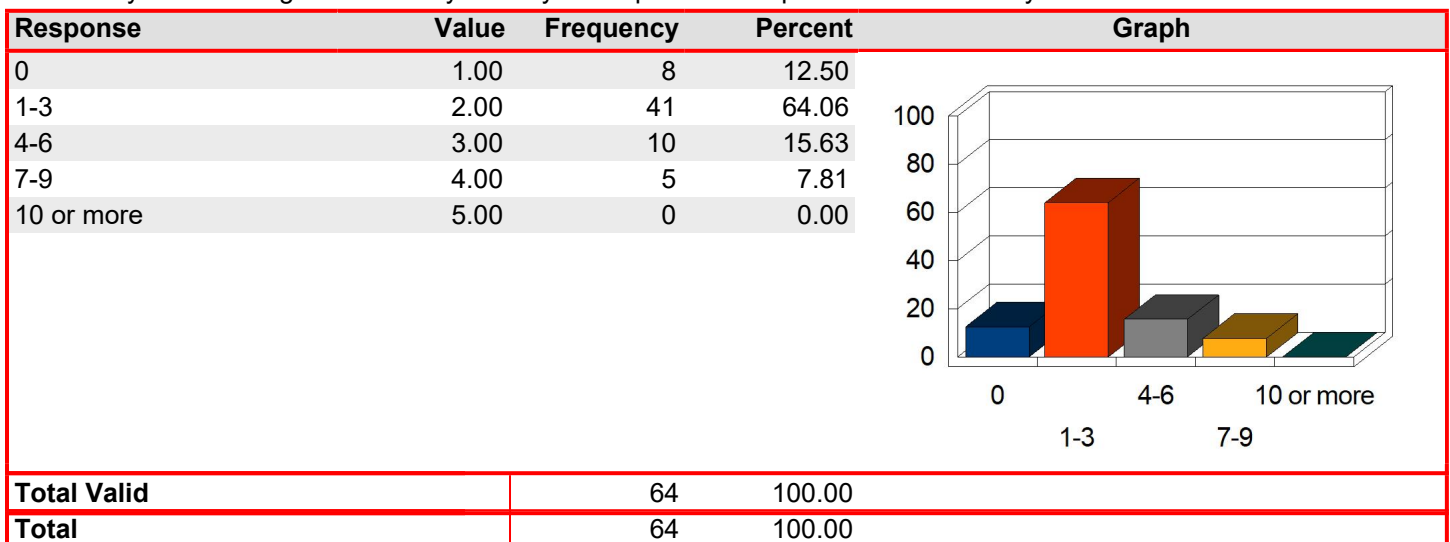 Response Value Frequency Percent Graph
0 1.00 8 12.50
1-3 2.00 41 64.06
4-6 3.00 10 15.63
7-9 4.00 5 7.81
10 or more 5.00 0 0.00
100
80
60
40
20
0
0 4-6 10 or more
1-3 7-9
Total Valid 64 100.00
Total 64 100.00